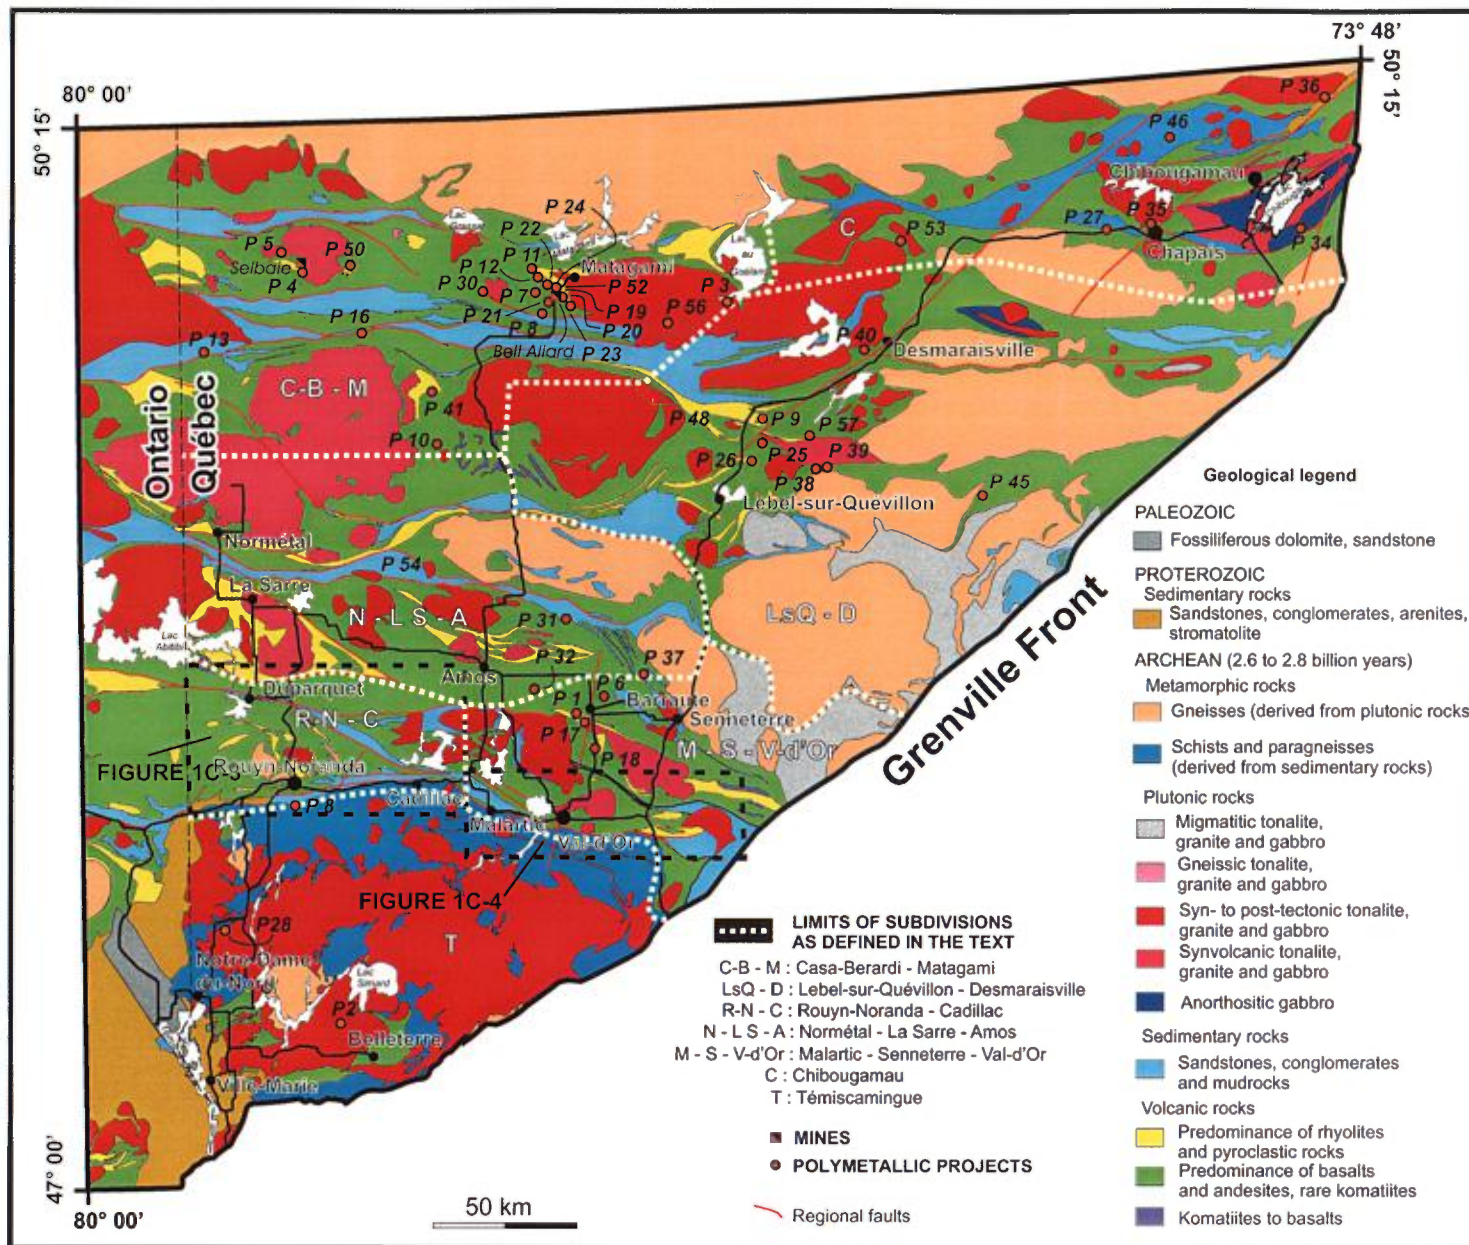 73° 48'
80° 00'
50° 15'
50° 15'
P 36
P 46
Chibougamau
P 24
P 22
P 35
P 27
P 53
C
Chapais
P 34
P 5
P 50
P 11
Selbaie
P 4
P 12
Matagami
P 30
P 7
P 52
P 3
P 19
P 56
P 21
P 20
P 16
P 8
P 13
Bell Allard
P 23
P 40
Desmaraisville
C-B - M
P 41
P 48
P 9
P 57
P 10
P 25
P 39
P 26
P 38
P 45
Lebel-sur-Quévillon
Ontario
Québec
Normétal
P 54
La Sarre
N - L S - A
P 31
LsQ - D
Lac
Abitibi
P 32
P 37
Amos
Duparquet
P 6
P 1
Barraute
R-N - C
Senneterre
P 17
M - S - V-d'Or
P 18
FIGURE 1C-3
Rouyn-Noranda
Grenville Front
P 8
Cadillac
Malartic
Val-d'Or
FIGURE 1C-4
P28
T
Notre-Dame
du-Nord
Lac
Simard
P2
Belleterre
Ville-Marie
47° 00'
80° 00'
50 km
LIMITS OF SUBDIVISIONS
AS DEFINED IN THE TEXT
C-B - M : Casa-Berardi - Matagami
LsQ - D : Lebel-sur-Quévillon - Desmaraisville
R-N - C : Rouyn-Noranda - Cadillac
N - L S - A : Normétal - La Sarre - Amos
M - S - V-d'Or : Malartic - Senneterre - Val-d'Or
C : Chibougamau
T : Témiscamingue
MINES
POLYMETALLIC PROJECTS
Regional faults
Geological legend
PALEOZOIC
Fossiliferous dolomite, sandstone
PROTEROZOIC
Sedimentary rocks
Sandstones, conglomerates, arenites,
stromatolite
ARCHEAN (2.6 to 2.8 billion years)
Metamorphic rocks
Gneisses (derived from plutonic rocks
Schists and paragneisses
(derived from sedimentary rocks)
Plutonic rocks
Migmatitic tonalite,
granite and gabbro
Gneissic tonalite,
granite and gabbro
Syn- to post-tectonic tonalite,
granite and gabbro
Synvolcanic tonalite,
granite and gabbro
Anorthositic gabbro
Sedimentary rocks
Sandstones, conglomerates
and mudrocks
Volcanic rocks
Predominance of rhyolites
and pyroclastic rocks
Predominance of basalts
and andesites, rare komatiites
Komatiites to basalts